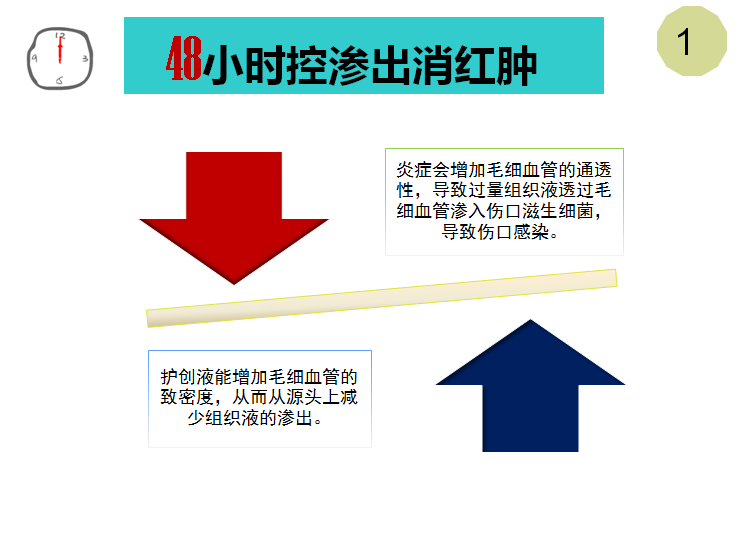 12
9
3
6
48小时控渗出消红肿
1
炎症会增加毛细血管的通透
性，导致过量组织液透过毛
细血管渗入伤口滋生细菌，
导致伤口感染。
护创液能增加毛细血管的
致密度，从而从源头上减
少组织液的渗出。